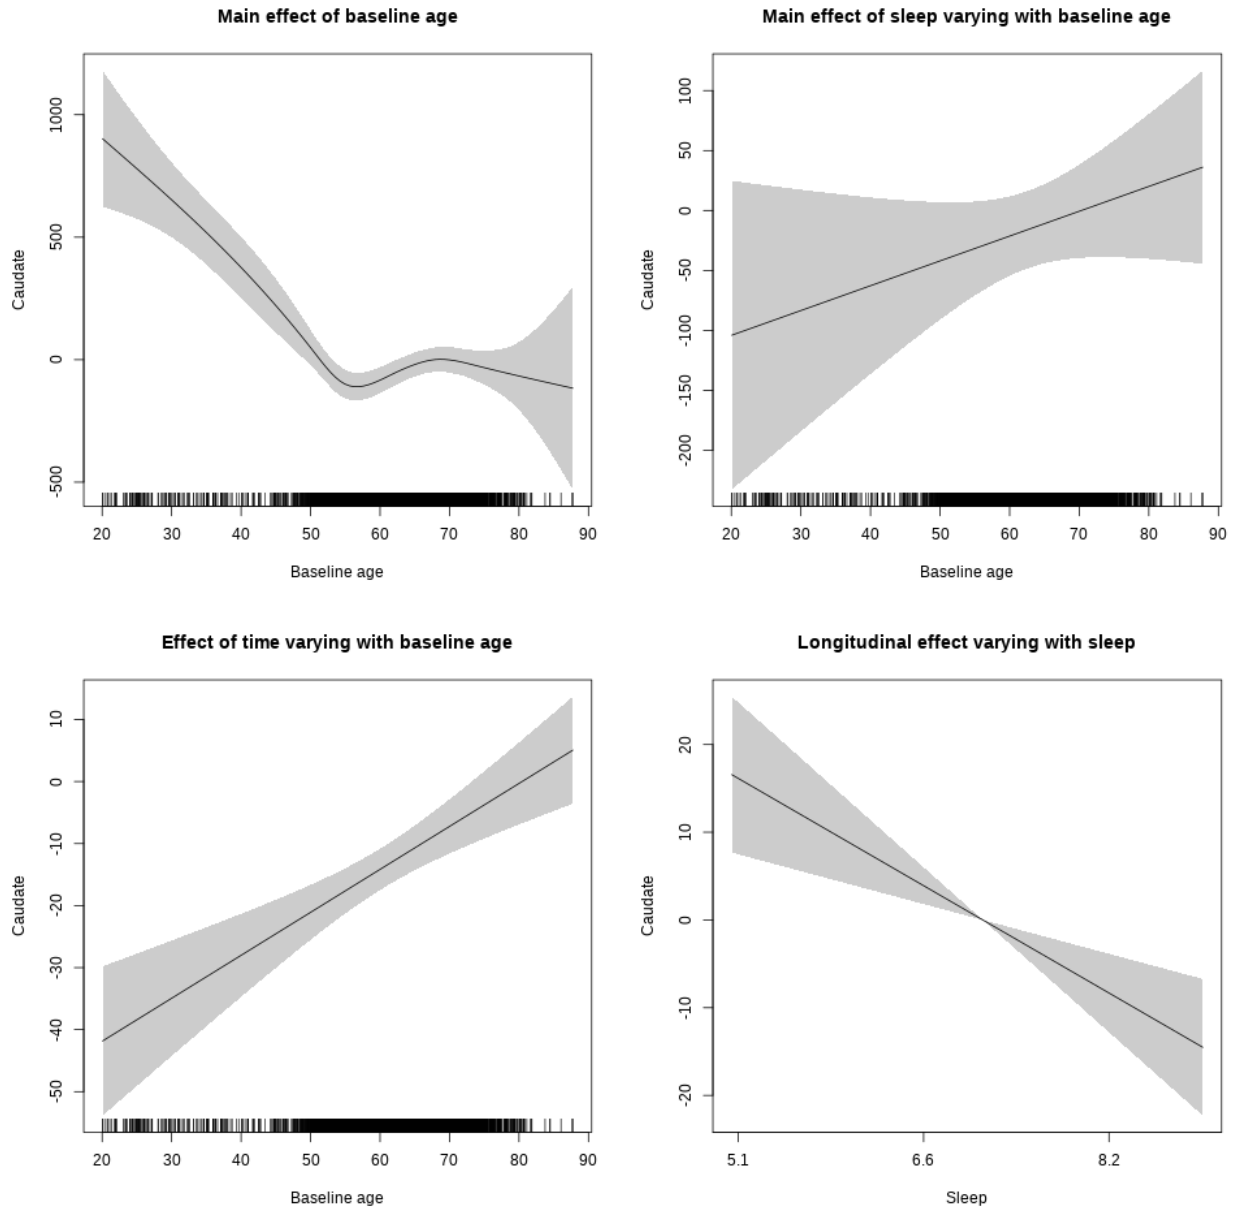 Main effect of baseline age
Caudate
1000
500
0
-500
20 30 40 50 60 70 80 90
Baseline age
Main effect of sleep varying with baseline age
Caudate
100
50
0
-50
-100
-150
-200
20 30 40 50 60 70 80 90
Baseline age
Effect of time varying with baseline age
Caudate
10
0
-10
-20
-30
-40
-50
20 30 40 50 60 70 80 90
Baseline age
Longitudinal effect varying with sleep
Caudate
20
10
0
-10
-20
5.1 6.6 8.2
Sleep